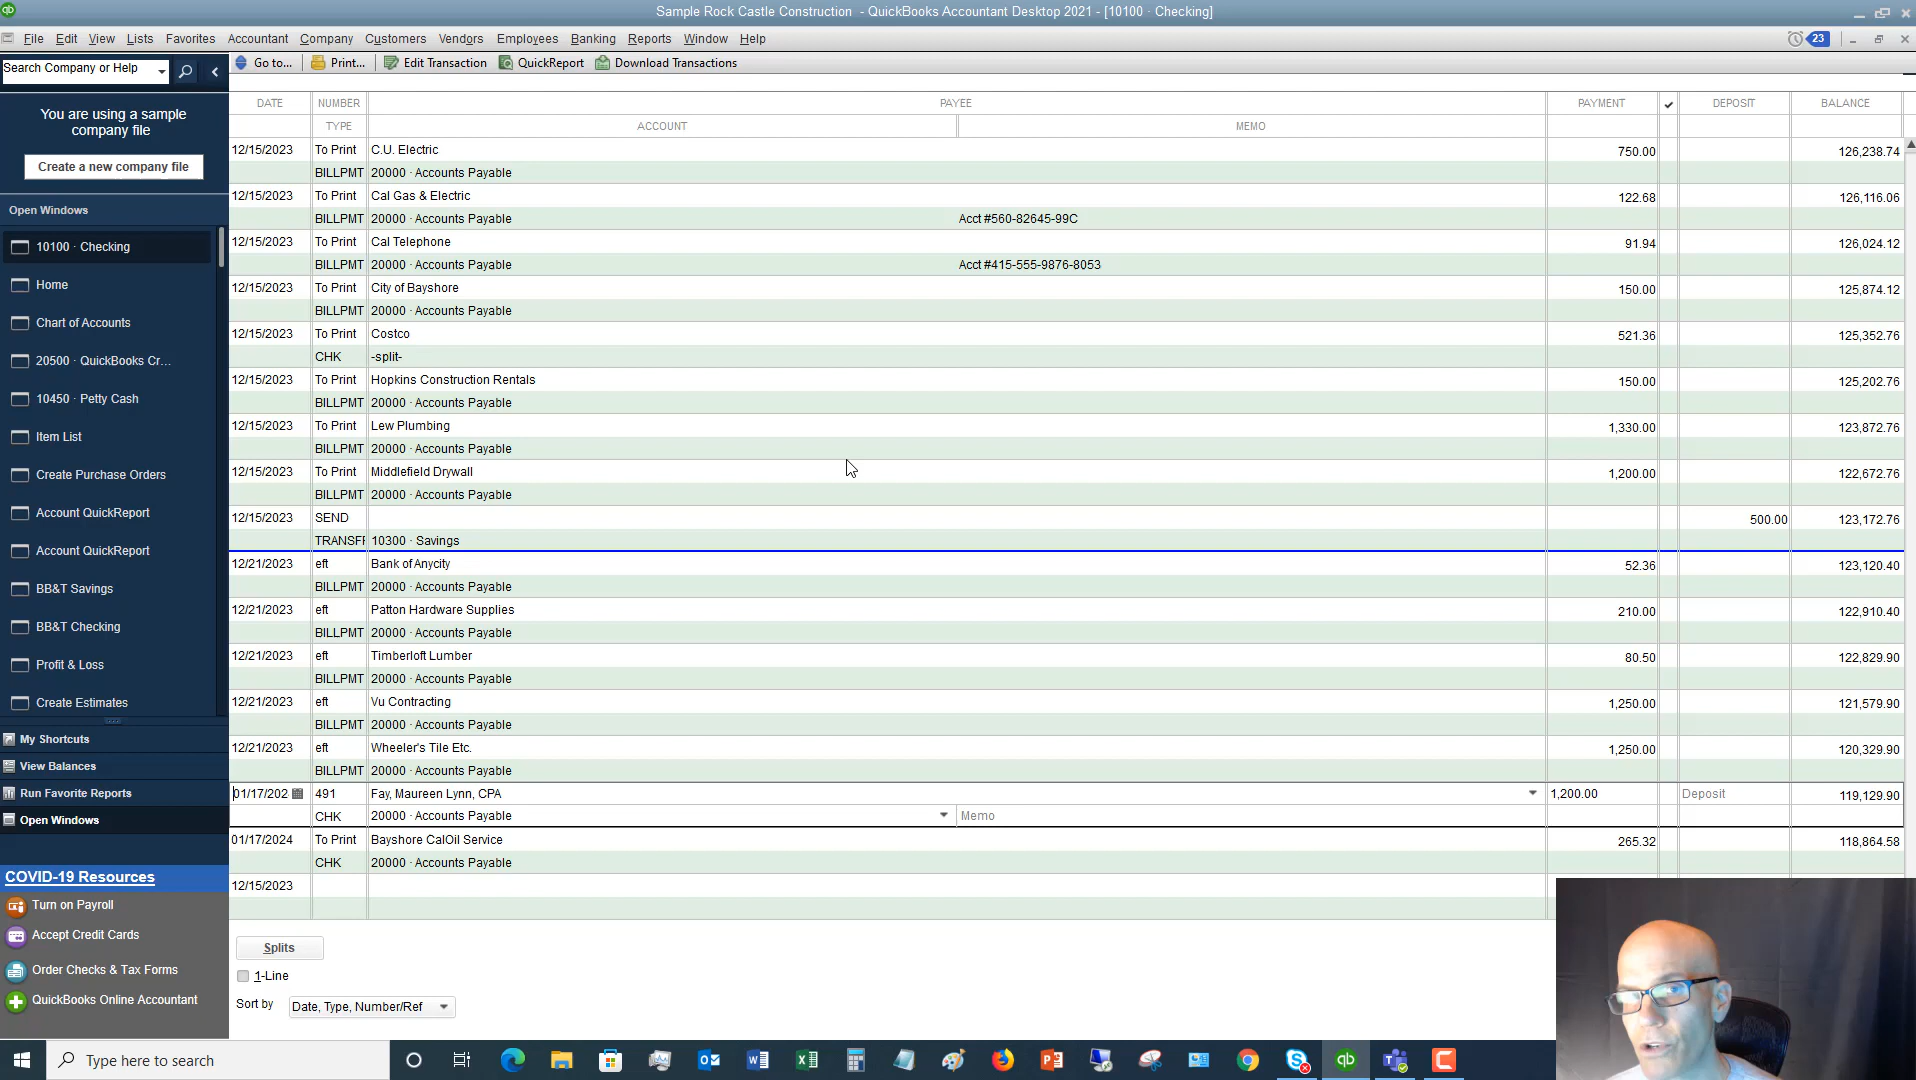 Sample Rock Castle Construction - QuickBooks Accountant Desktop 2021 - [10100 · Checking]
File Edit View Lists Favorites Accountant Company Customers Vendors Employees Banking Reports Window Help 23
Search Company or Help
Go to... Print... Edit Transaction QuickReport Download Transactions
You are using a sample
company file
Create a new company file
Open Windows
10100 · Checking
Home
Chart of Accounts
20500 · QuickBooks Cr...
10450 · Petty Cash
Item List
Create Purchase Orders
Account QuickReport
Account QuickReport
BB&T Savings
BB&T Checking
Profit & Loss
Create Estimates
My Shortcuts
View Balances
Run Favorite Reports
Open Windows
COVID-19 Resources
Turn on Payroll
Accept Credit Cards
Order Checks & Tax Forms
QuickBooks Online Accountant
DATE NUMBER PAYEE PAYMENT ✓ DEPOSIT BALANCE
TYPE ACCOUNT MEMO
12/15/2023 To Print C.U. Electric 750.00 126,238.74
BILLPMT 20000 · Accounts Payable
12/15/2023 To Print Cal Gas & Electric 122.68 126,116.06
BILLPMT 20000 · Accounts Payable Acct #560-82645-99C
12/15/2023 To Print Cal Telephone 91.94 126,024.12
BILLPMT 20000 · Accounts Payable Acct #415-555-9876-8053
12/15/2023 To Print City of Bayshore 150.00 125,874.12
BILLPMT 20000 · Accounts Payable
12/15/2023 To Print Costco 521.36 125,352.76
CHK -split-
12/15/2023 To Print Hopkins Construction Rentals 150.00 125,202.76
BILLPMT 20000 · Accounts Payable
12/15/2023 To Print Lew Plumbing 1,330.00 123,872.76
BILLPMT 20000 · Accounts Payable
12/15/2023 To Print Middlefield Drywall 1,200.00 122,672.76
BILLPMT 20000 · Accounts Payable
12/15/2023 SEND 500.00 123,172.76
TRANSFR 10300 · Savings
12/21/2023 eft Bank of Anycity 52.36 123,120.40
BILLPMT 20000 · Accounts Payable
12/21/2023 eft Patton Hardware Supplies 210.00 122,910.40
BILLPMT 20000 · Accounts Payable
12/21/2023 eft Timberloft Lumber 80.50 122,829.90
BILLPMT 20000 · Accounts Payable
12/21/2023 eft Vu Contracting 1,250.00 121,579.90
BILLPMT 20000 · Accounts Payable
12/21/2023 eft Wheeler's Tile Etc. 1,250.00 120,329.90
BILLPMT 20000 · Accounts Payable
01/17/202 491 Fay, Maureen Lynn, CPA 1,200.00 Deposit 119,129.90
CHK 20000 · Accounts Payable Memo
01/17/2024 To Print Bayshore CalOil Service 265.32 118,864.58
CHK 20000 · Accounts Payable
12/15/2023
Splits
1-Line
Sort by Date, Type, Number/Ref
Type here to search